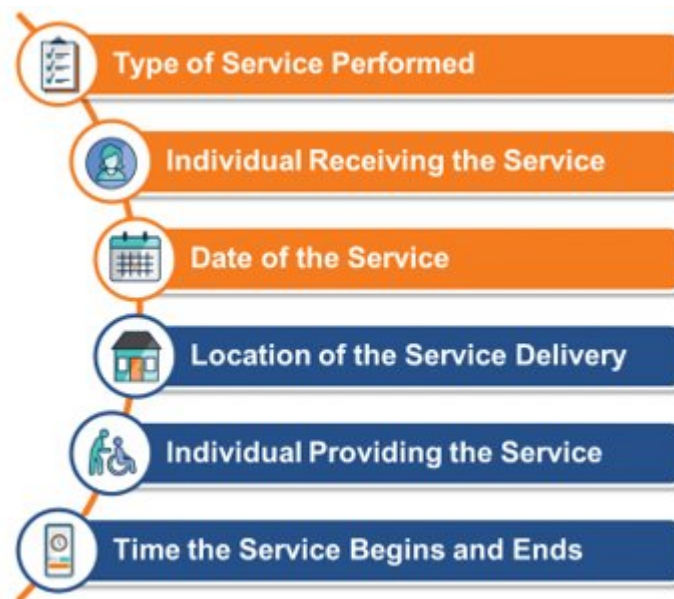 Type of Service Performed
Individual Receiving the Service
Date of the Service
Location of the Service Delivery
Individual Providing the Service
Time the Service Begins and Ends